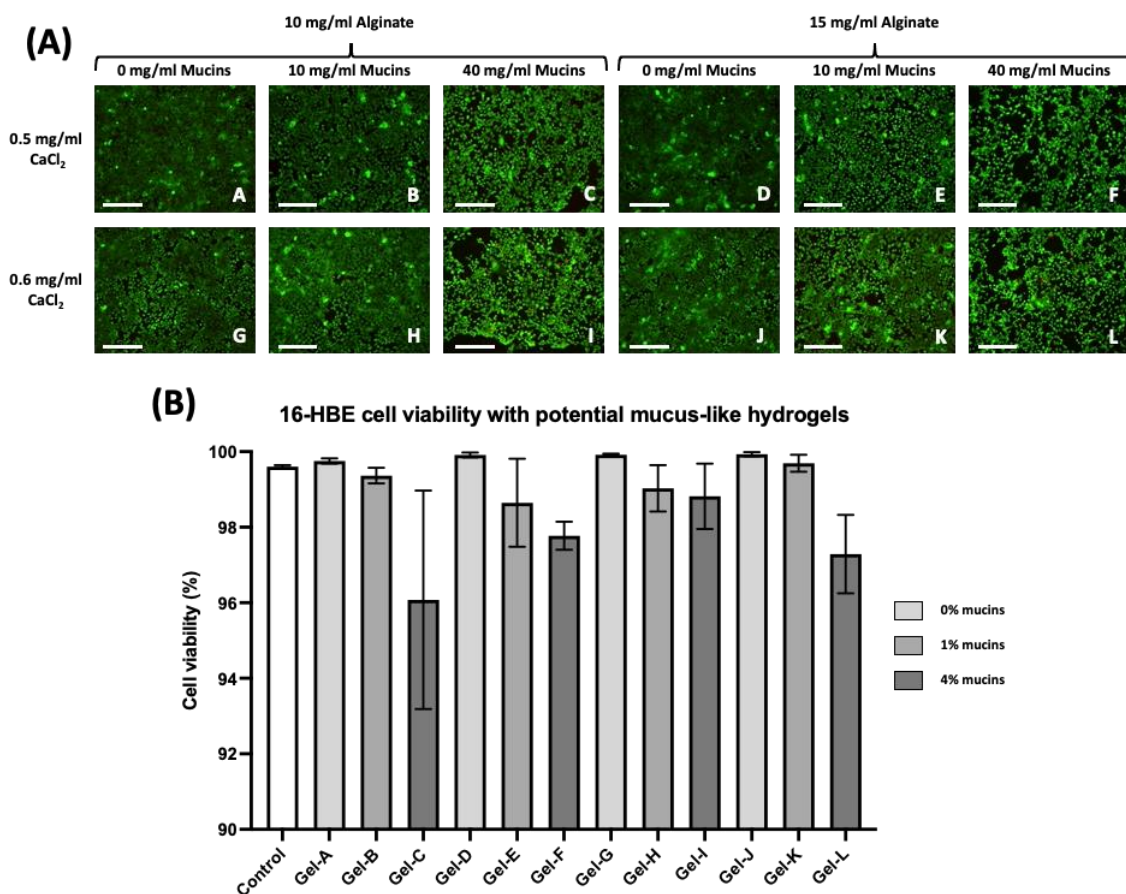 (A)
10 mg/ml Alginate
15 mg/ml Alginate
0 mg/ml Mucins
10 mg/ml Mucins
40 mg/ml Mucins
0 mg/ml Mucins
10 mg/ml Mucins
40 mg/ml Mucins
0.5 mg/ml
CaCl₂
A
B
C
D
E
F
0.6 mg/ml
CaCl₂
G
H
I
J
K
L
(B)
16-HBE cell viability with potential mucus-like hydrogels
Cell viability (%)
100
98
96
94
92
90
Control
Gel-A
Gel-B
Gel-C
Gel-D
Gel-E
Gel-F
Gel-G
Gel-H
Gel-I
Gel-J
Gel-K
Gel-L
0% mucins
1% mucins
4% mucins